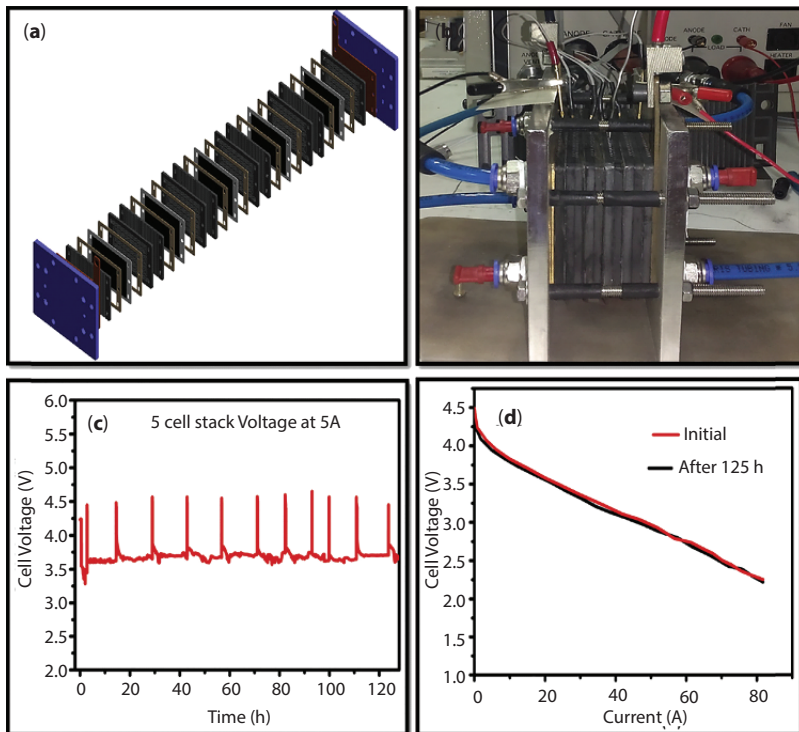 (a)
ANODE
CATH
LOAD
FAN
HEATER
(c)
5 cell stack Voltage at 5A
Cell Voltage (V)
6.0
5.5
5.0
4.5
4.0
3.5
3.0
2.5
2.0
0 20 40 60 80 100 120
Time (h)
(d)
Initial
After 125 h
Cell Voltage (V)
4.5
4.0
3.5
3.0
2.5
2.0
1.0
0 20 40 60 80
Current (A)